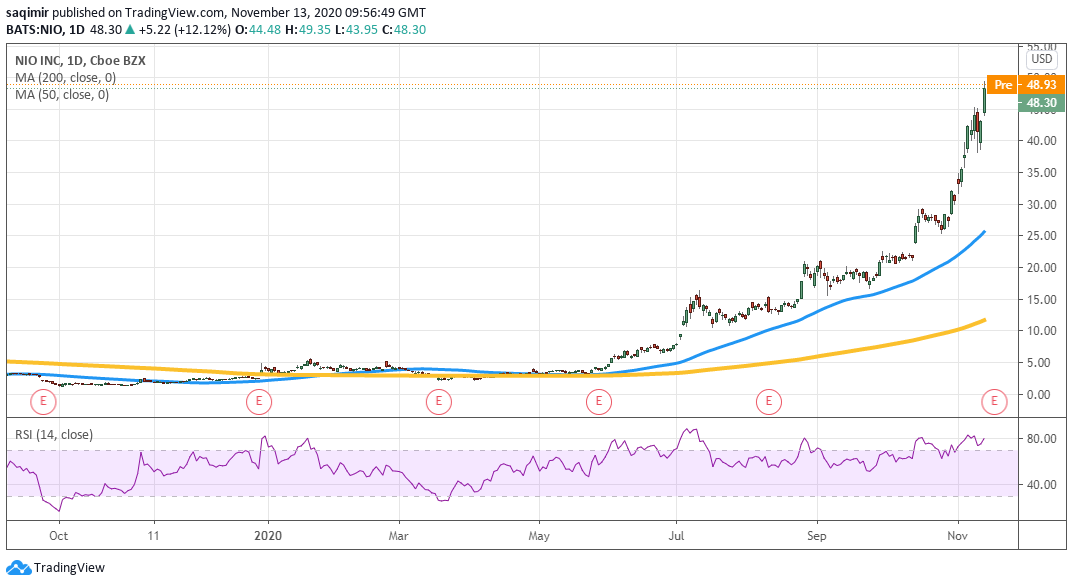 saqimir published on TradingView.com, November 13, 2020 09:56:49 GMT
BATS:NIO, 1D 48.30 ▲ +5.22 (+12.12%) O:44.48 H:49.35 L:43.95 C:48.30
NIO INC, 1D, Cboe BZX
MA (200, close, 0)
MA (50, close, 0)
55.00
USD
50.00
Pre 48.93
48.30
40.00
35.00
30.00
25.00
20.00
15.00
10.00
5.00
0.00
E E E E E E
RSI (14, close)
80.00
40.00
Oct 11 2020 Mar May Jul Sep Nov
TradingView